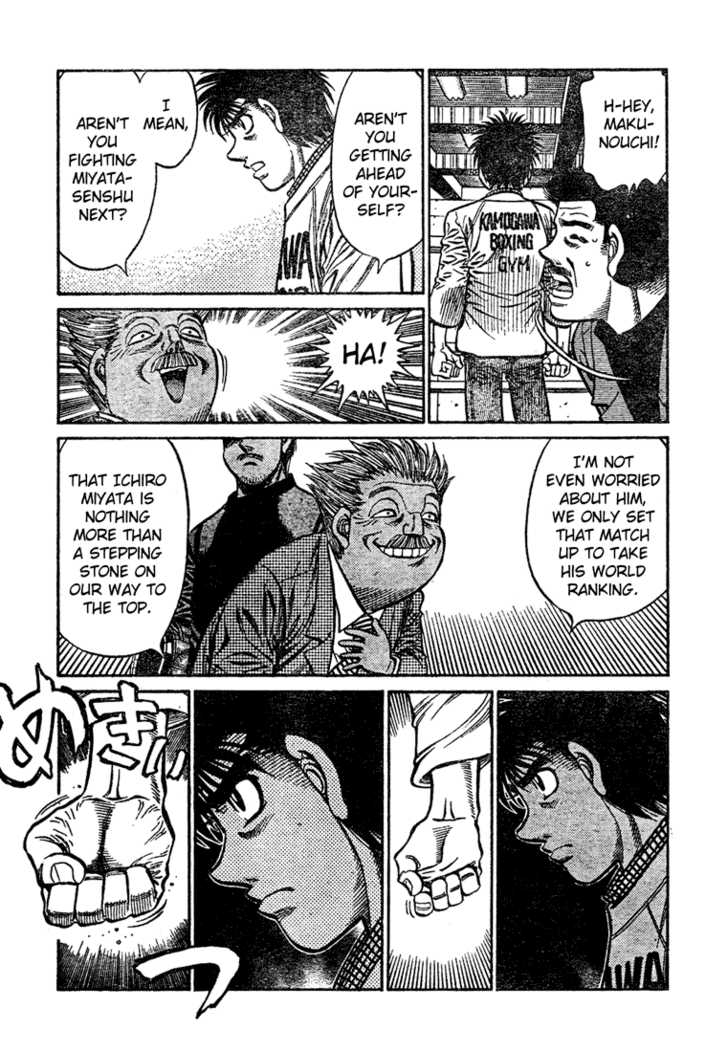 H-HEY,
MAKU-
NOUCHI!
KAMOGAWA
BOXING
GYM
AREN'T
YOU
GETTING
AHEAD
OF YOUR-
SELF?
I
MEAN,
AREN'T
YOU
FIGHTING
MIYATA-
SENSHU
NEXT?
HA!
I'M NOT
EVEN WORRIED
ABOUT HIM,
WE ONLY SET
THAT MATCH
UP TO TAKE
HIS WORLD
RANKING.
THAT ICHIRO
MIYATA IS
NOTHING
MORE THAN
A STEPPING
STONE ON
OUR WAY TO
THE TOP.
めきいっ